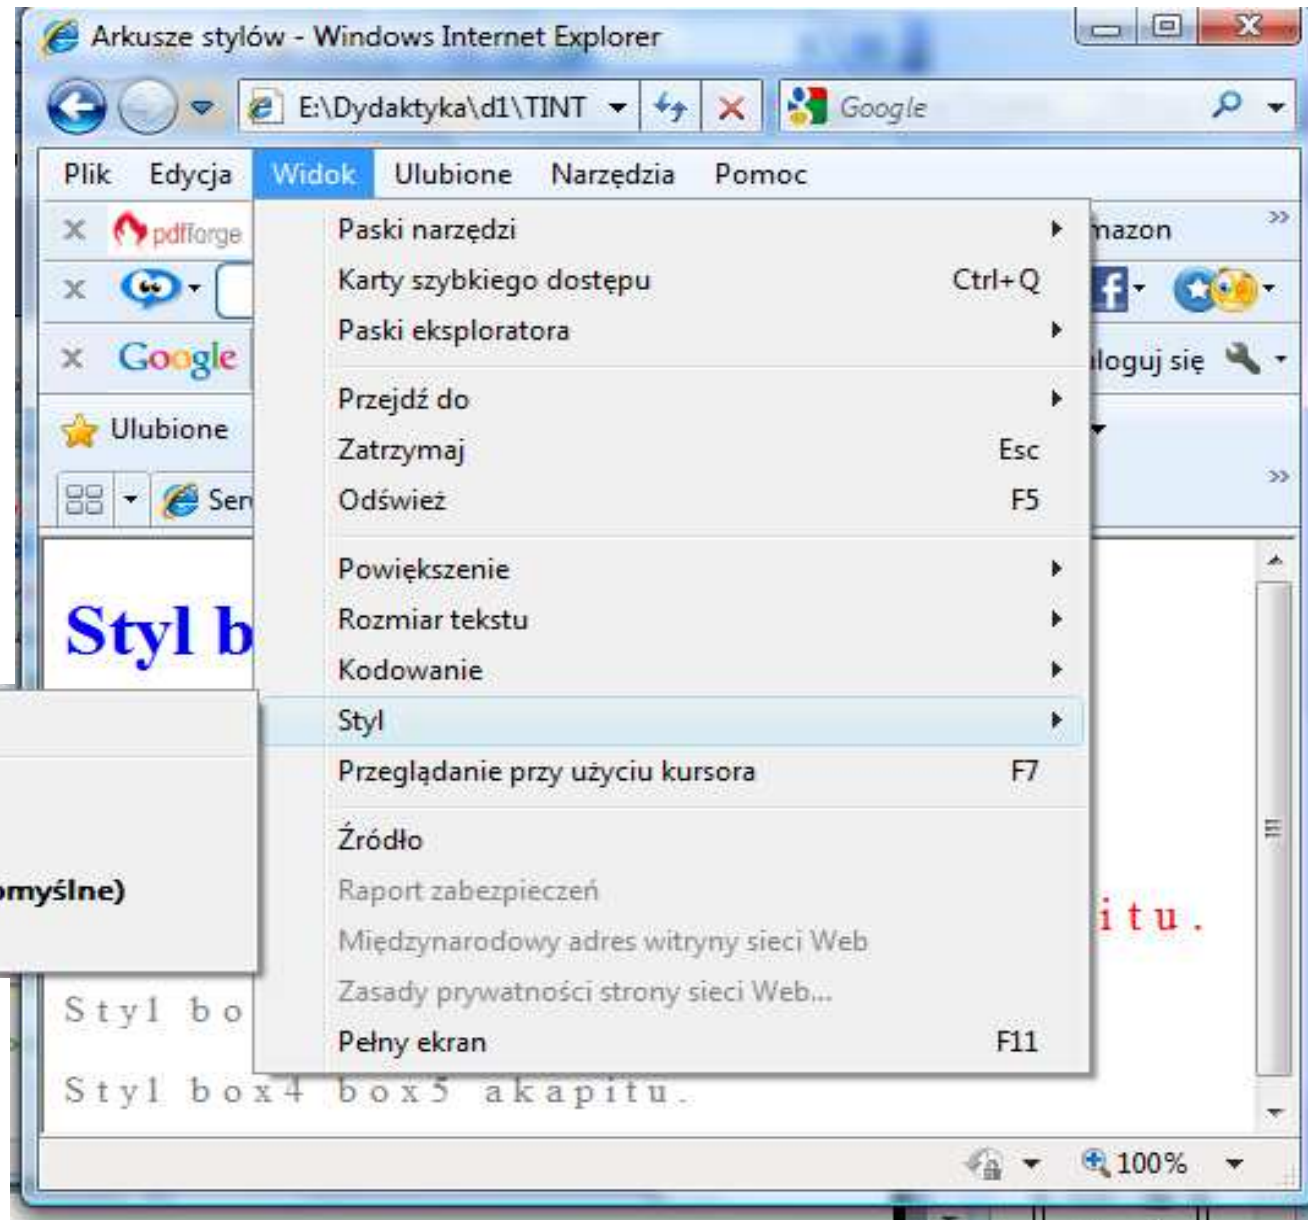 Arkusze stylów - Windows Internet Explorer
E:\Dydaktyka\d1\TINT
Google
Plik Edycja Widok Ulubione Narzędzia Pomoc
pdfforge
Google
Ulubione
Paski narzędzi
Karty szybkiego dostępu Ctrl+Q
Paski eksploratora
Przejdź do
Zatrzymaj Esc
Odśwież F5
Powiększenie
Rozmiar tekstu
Kodowanie
Styl
Przeglądanie przy użyciu kursora F7
Źródło
Raport zabezpieczeń
Międzynarodowy adres witryny sieci Web
Zasady prywatności strony sieci Web...
Pełny ekran F11
mazon
loguj się
Ser
Styl b
omyślne)
itu.
Styl bo
Styl box4 box5 akapitu.
100%